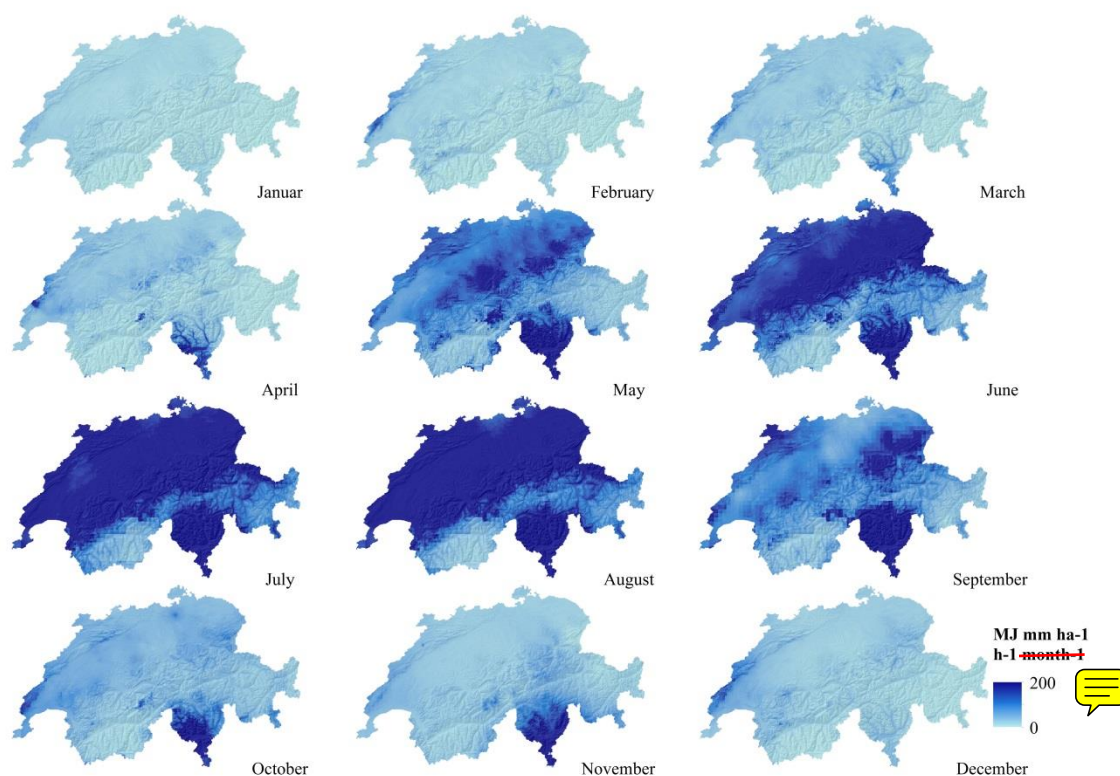 Januar
February
March
April
May
June
July
August
September
MJ mm ha-1
h-1 month-1
200
0
October
November
December